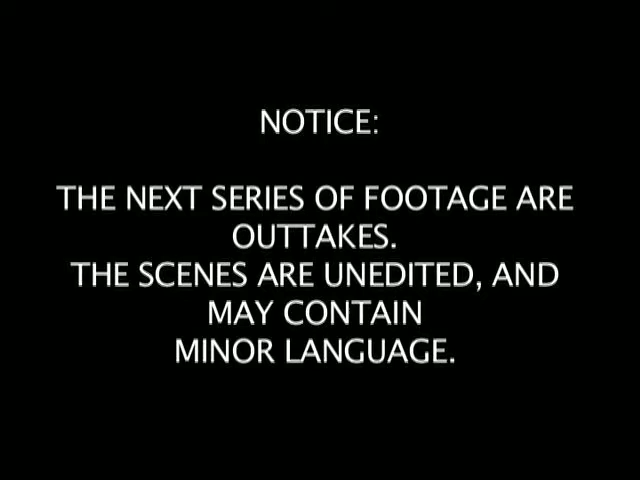 NOTICE:
THE NEXT SERIES OF FOOTAGE ARE
OUTTAKES.
THE SCENES ARE UNEDITED, AND
MAY CONTAIN
MINOR LANGUAGE.